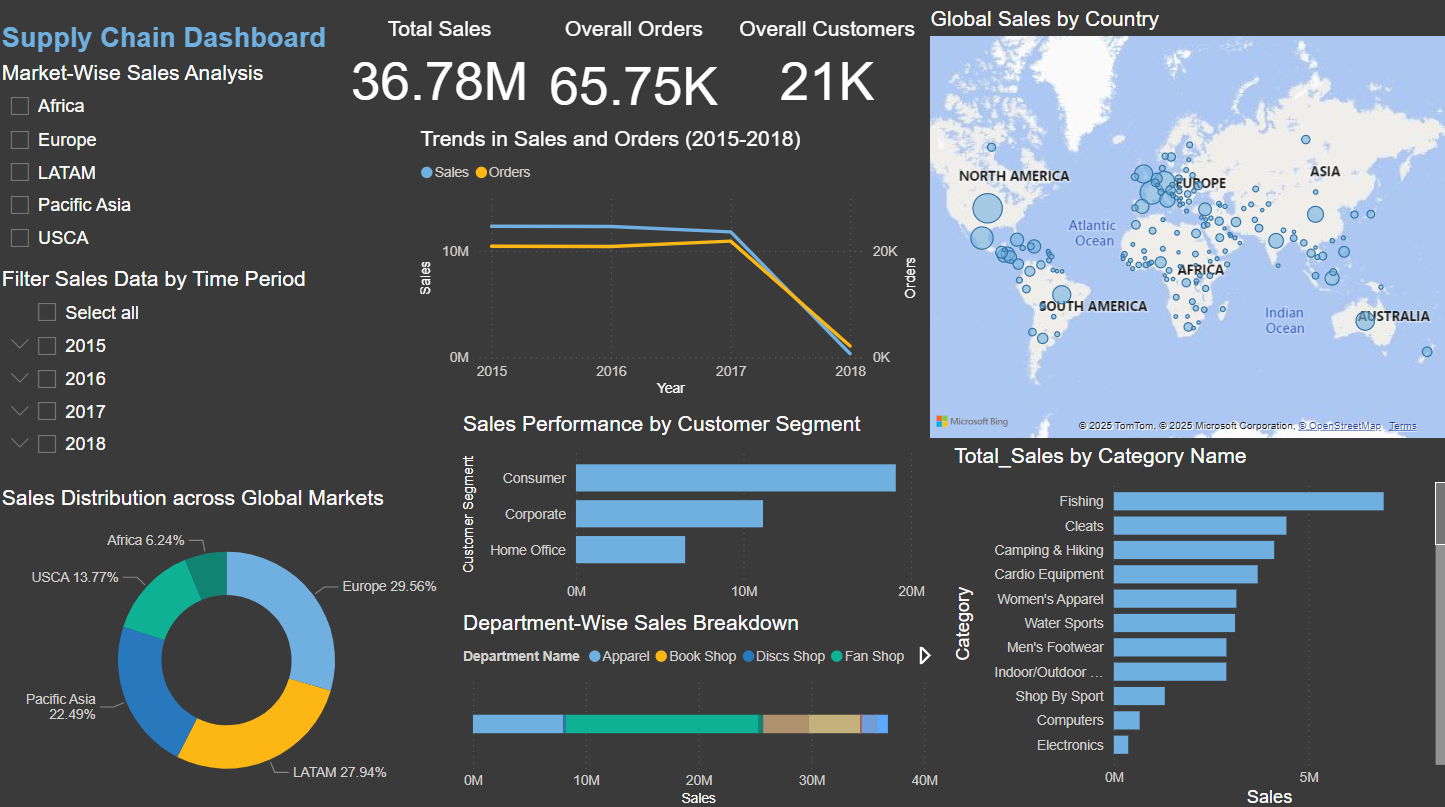 Supply Chain Dashboard
Market-Wise Sales Analysis
Africa
Europe
LATAM
Pacific Asia
USCA
Filter Sales Data by Time Period
Select all
2015
2016
2017
2018
Sales Distribution across Global Markets
Africa 6.24%
USCA 13.77%
Europe 29.56%
Pacific Asia
22.49%
LATAM 27.94%
Total Sales
36.78M
Overall Orders
65.75K
Overall Customers
21K
Trends in Sales and Orders (2015-2018)
Sales Orders
10M
0M
Sales
20K
0K
Orders
2015 2016 2017 2018
Year
Sales Performance by Customer Segment
Customer Segment
Consumer
Corporate
Home Office
0M 10M 20M
Department-Wise Sales Breakdown
Department Name Apparel Book Shop Discs Shop Fan Shop
0M 10M 20M 30M 40M
Sales
Global Sales by Country
NORTH AMERICA
EUROPE
ASIA
Atlantic
Ocean
AFRICA
SOUTH AMERICA
Indian
Ocean
AUSTRALIA
Microsoft Bing
© 2025 TomTom, © 2025 Microsoft Corporation, © OpenStreetMap Terms
Total_Sales by Category Name
Category
Fishing
Cleats
Camping & Hiking
Cardio Equipment
Women's Apparel
Water Sports
Men's Footwear
Indoor/Outdoor ...
Shop By Sport
Computers
Electronics
0M 5M
Sales